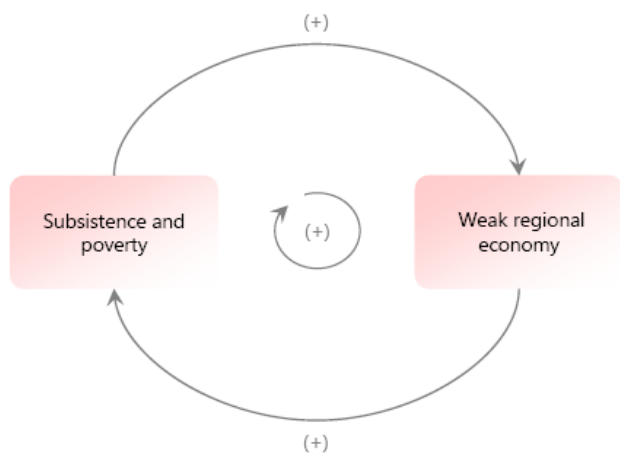 (+)
Subsistence and
poverty
(+)
Weak regional
economy
(+)